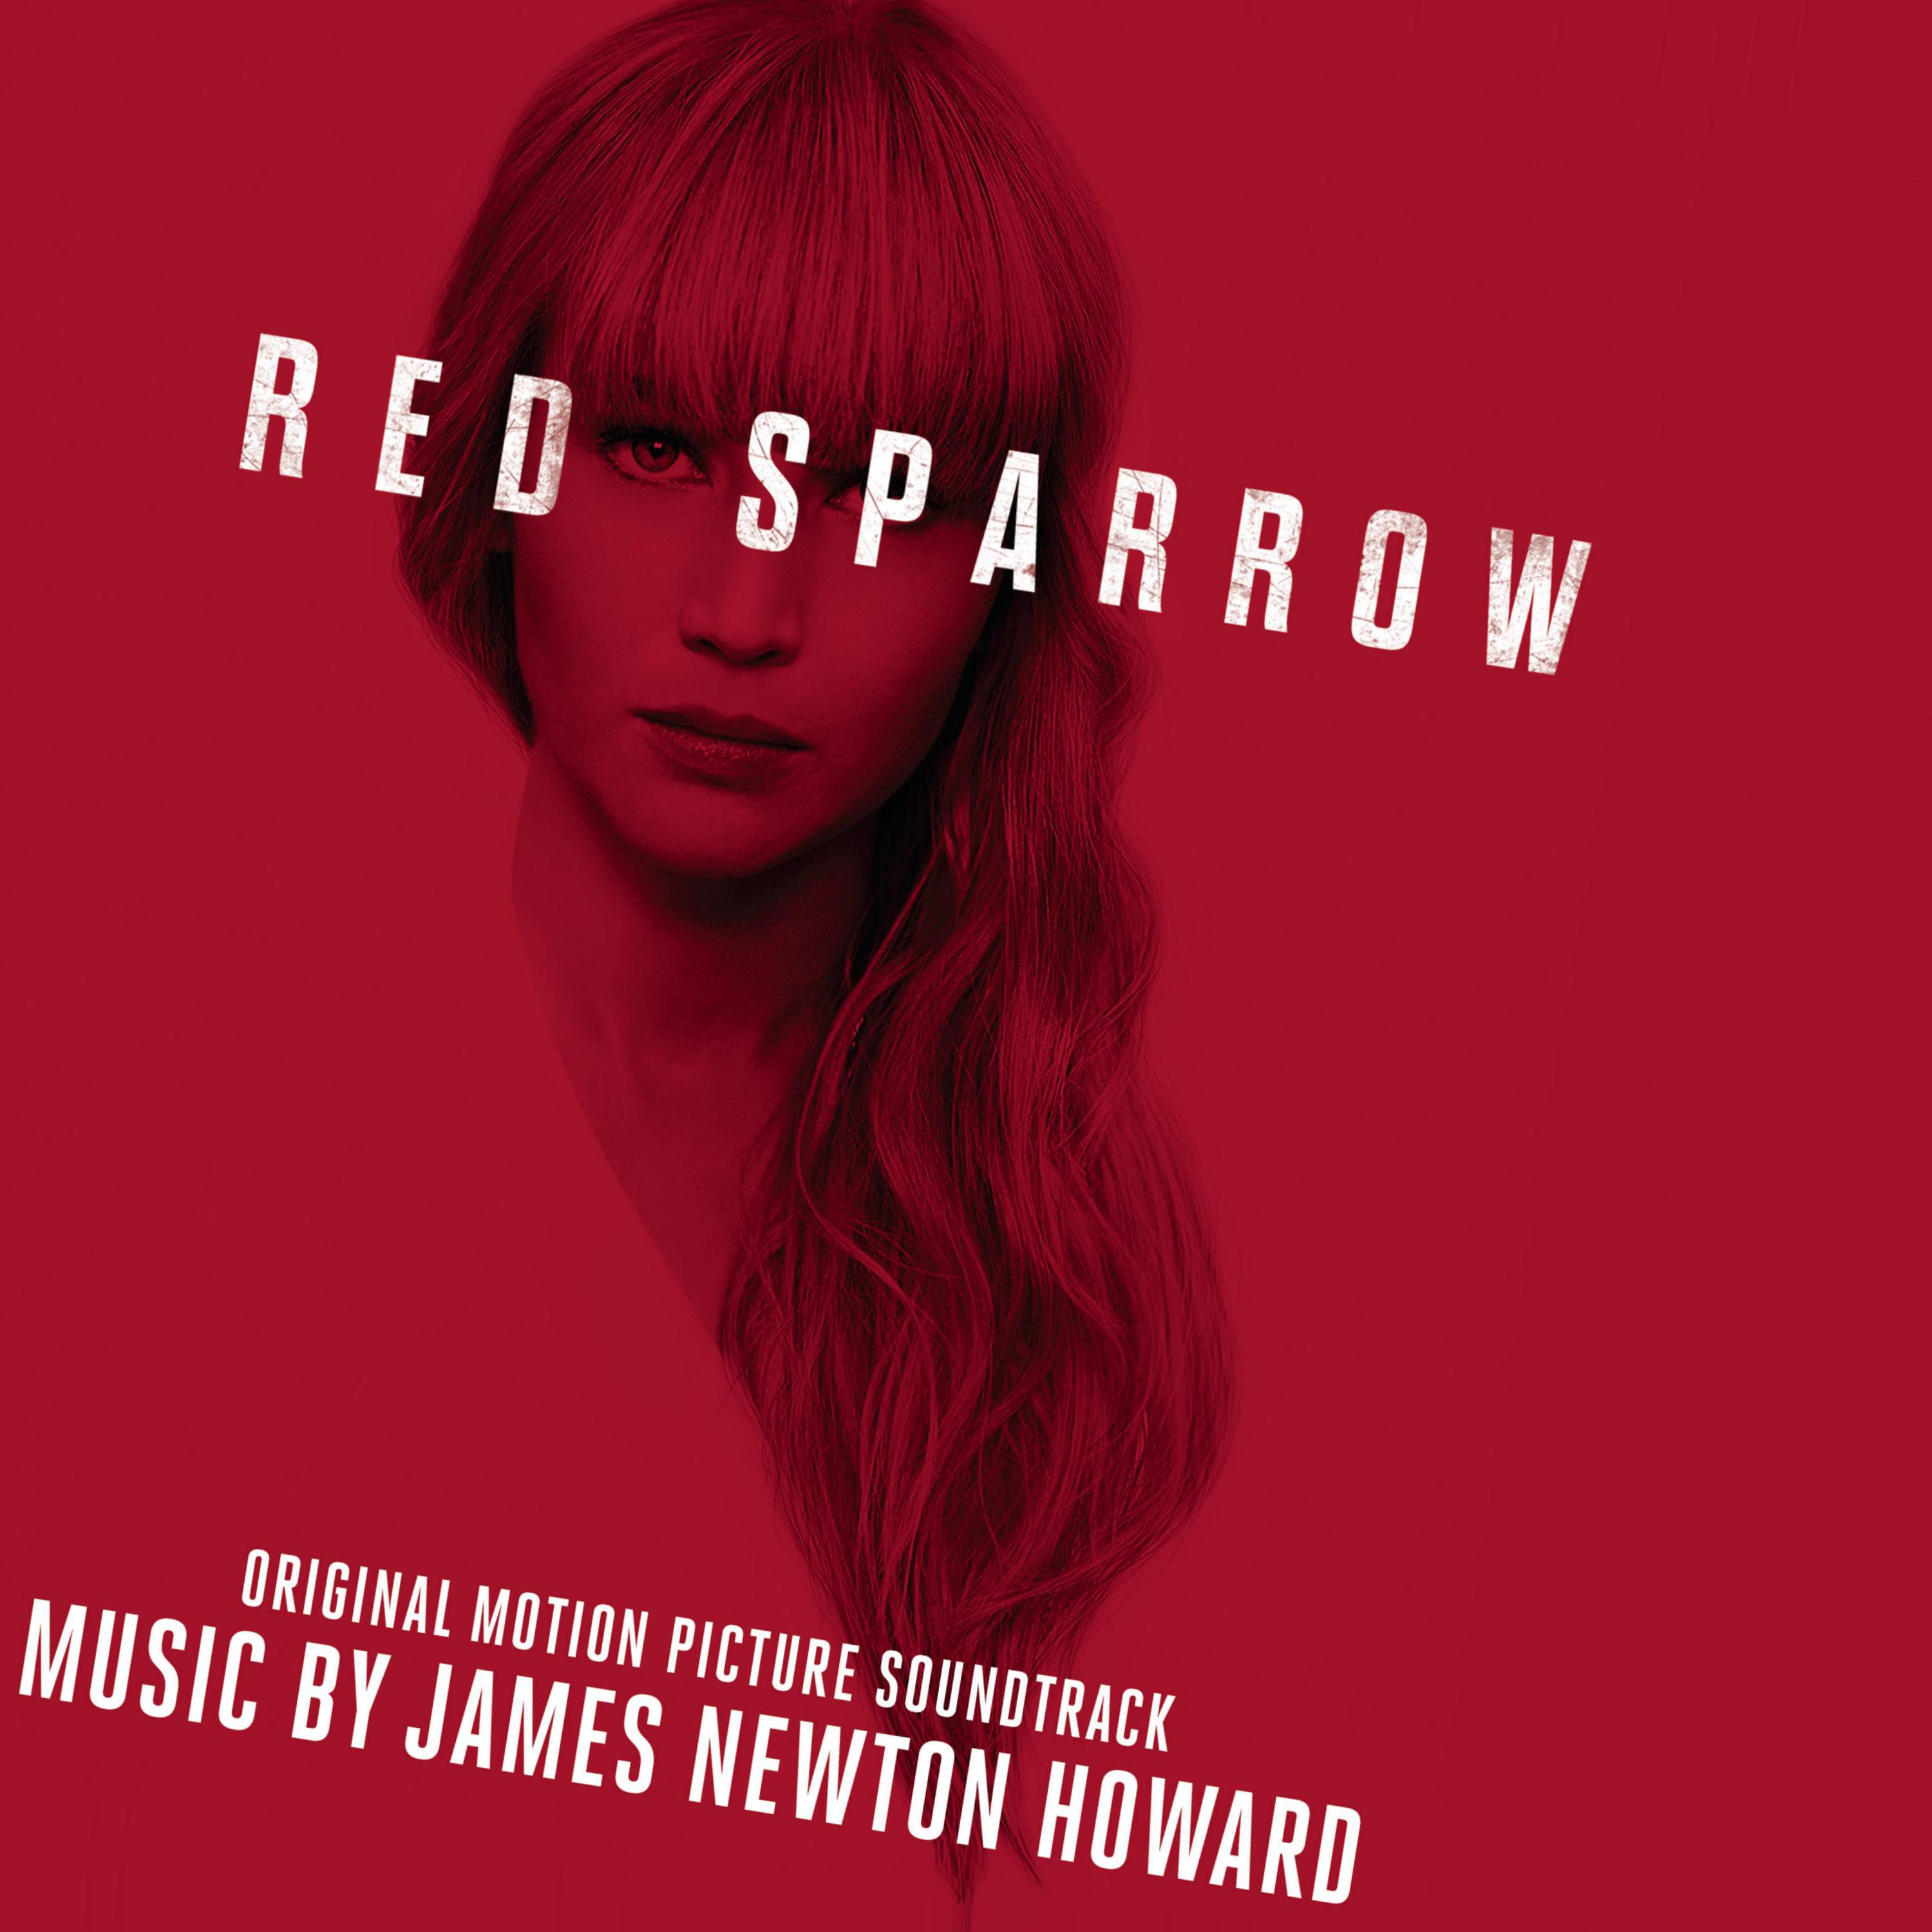 RED SPARROW
ORIGINAL MOTION PICTURE SOUNDTRACK
MUSIC BY JAMES NEWTON HOWARD